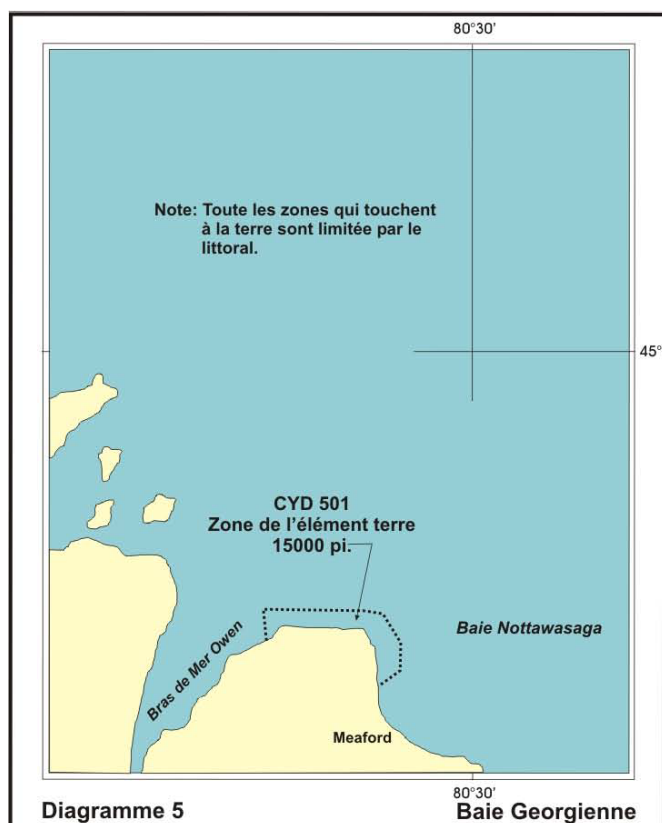 80°30'
Note: Toute les zones qui touchent
à la terre sont limitée par le
littoral.
45°
CYD 501
Zone de l'élément terre
15000 pi.
Baie Nottawasaga
Bras de Mer Owen
Meaford
80°30'
Diagramme 5
Baie Georgienne